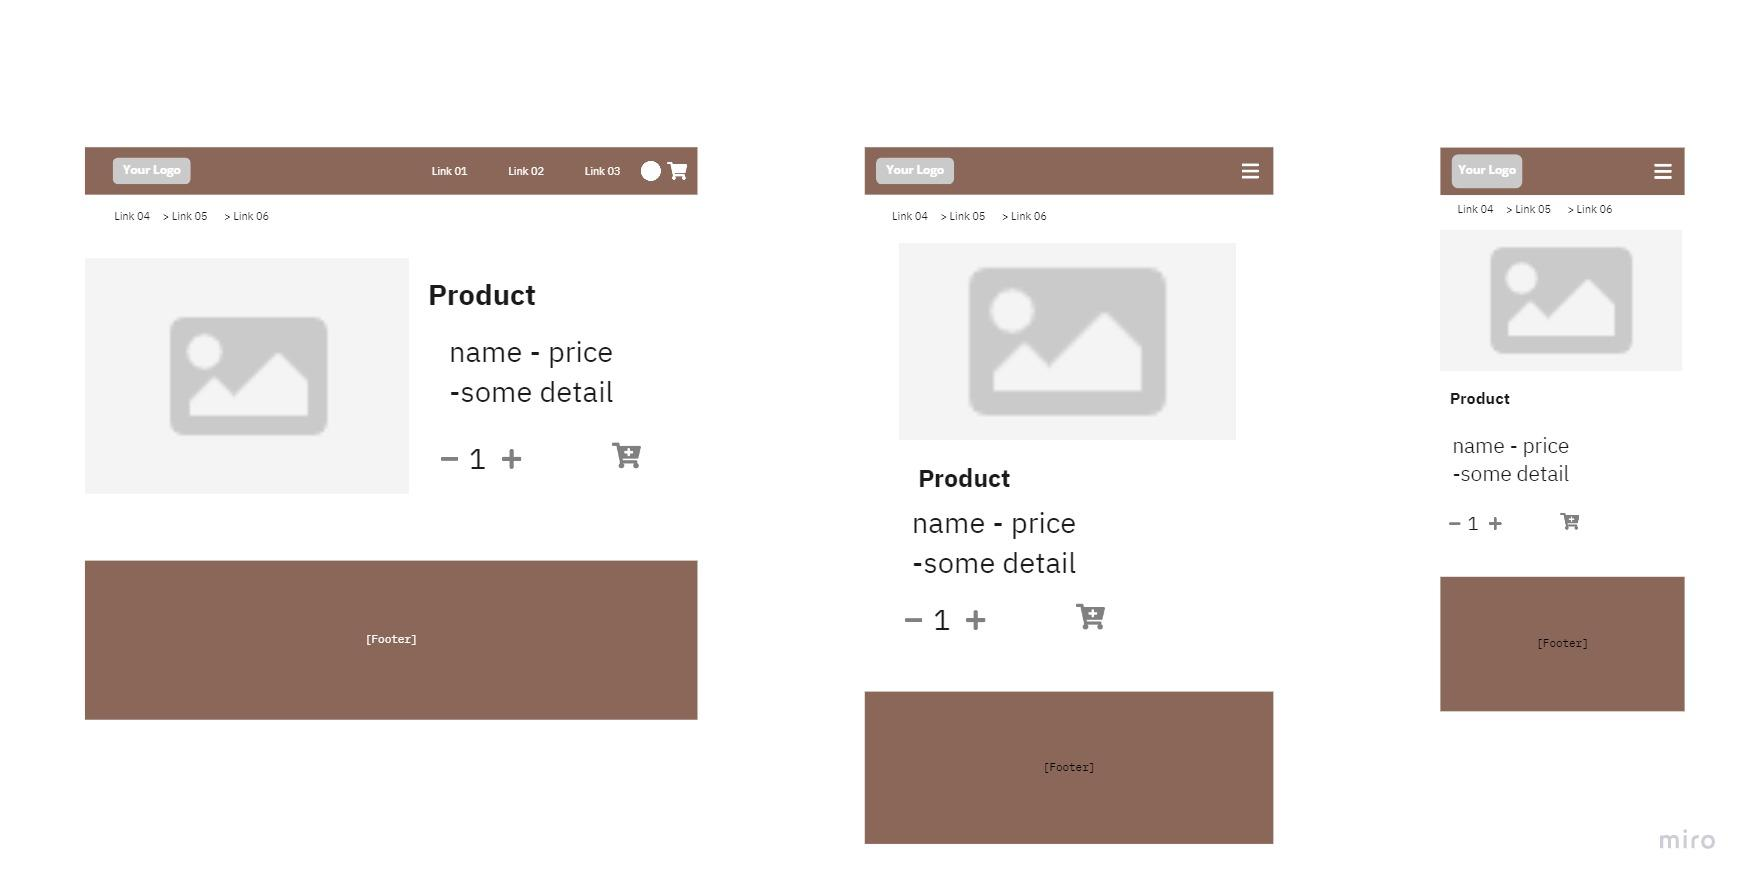 Your Logo
Link 01 Link 02 Link 03
Link 04 > Link 05 > Link 06
Product
name - price
-some detail
1
[Footer]
Your Logo
Link 04 > Link 05 > Link 06
Product
name - price
-some detail
1
[Footer]
Your Logo
Link 04 > Link 05 > Link 06
Product
name - price
-some detail
1
[Footer]
miro